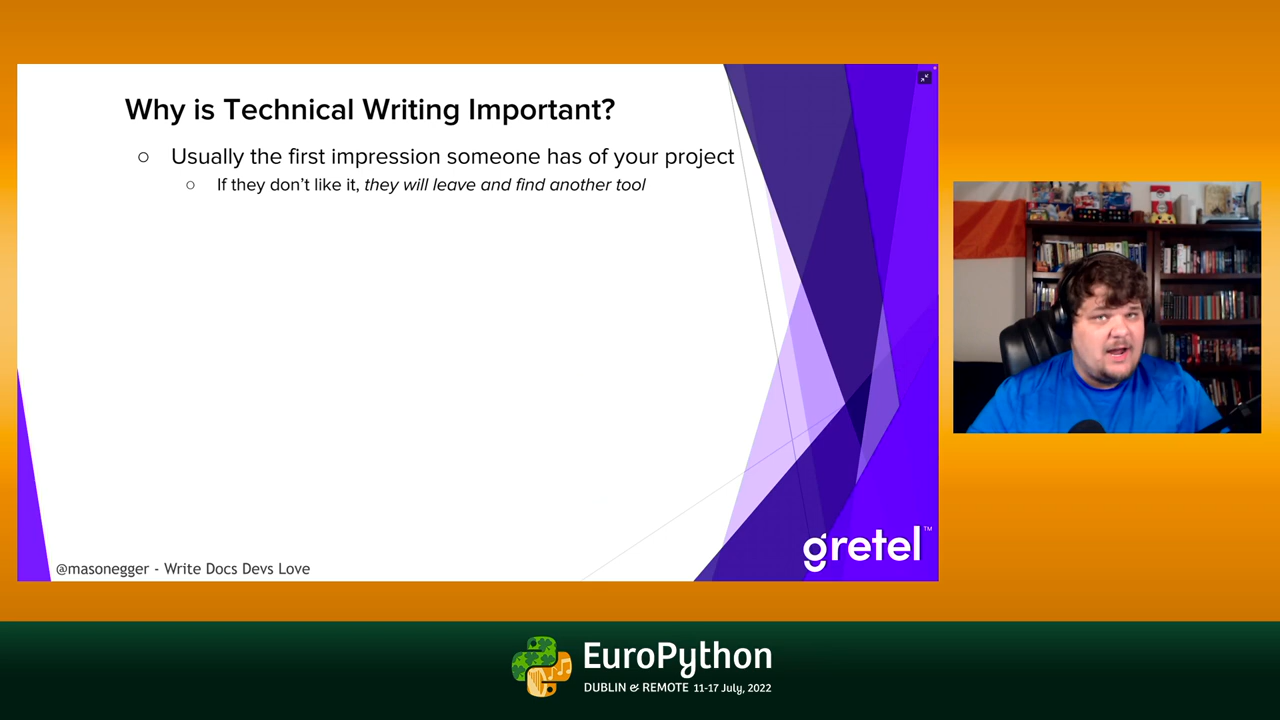 Why is Technical Writing Important?
○ Usually the first impression someone has of your project
○ If they don't like it, they will leave and find another tool
gretel™
@masonegger - Write Docs Devs Love
EuroPython
DUBLIN & REMOTE 11-17 July, 2022